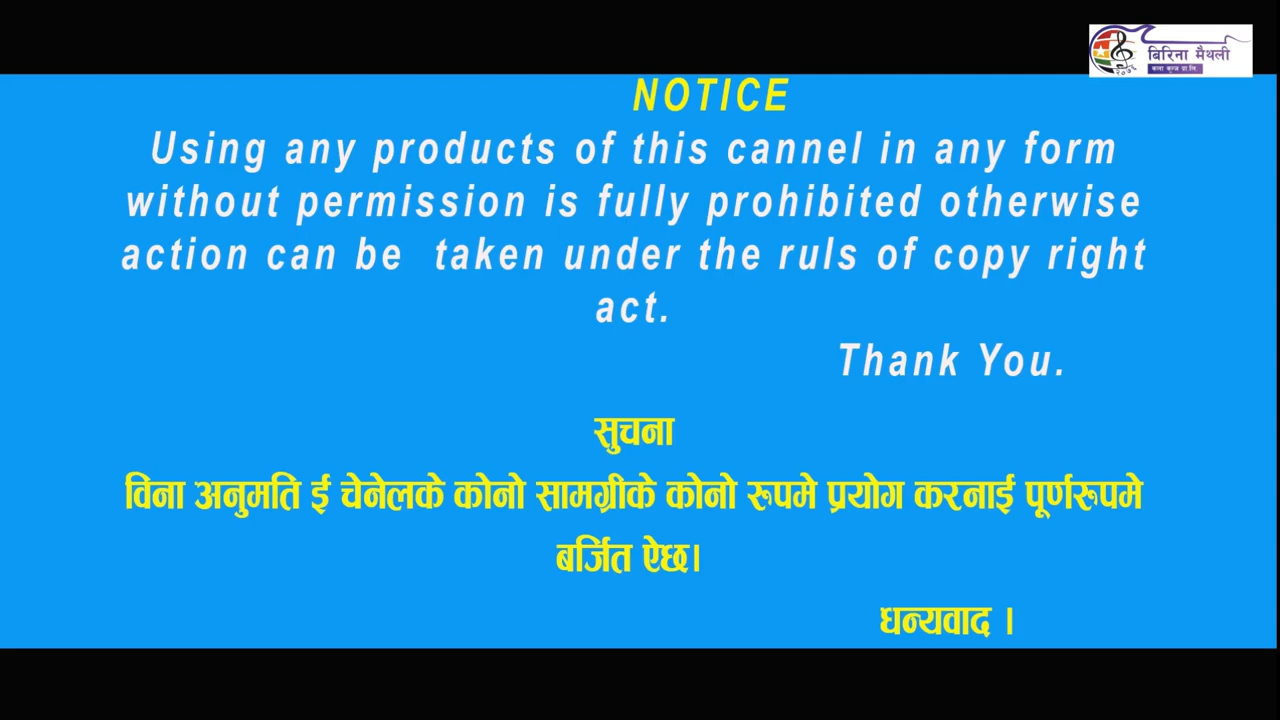 बिरिना मैथली
कला कुन्ज प्रा.लि.
२०७६
NOTICE
Using any products of this cannel in any form
without permission is fully prohibited otherwise
action can be taken under the ruls of copy right
act.
Thank You.
सुचना
विना अनुमति ई चेनेलके कोनो सामग्रीके कोनो रूपमे प्रयोग करनाई पूर्णरूपमे
बर्जित ऐछ।
धन्यवाद ।